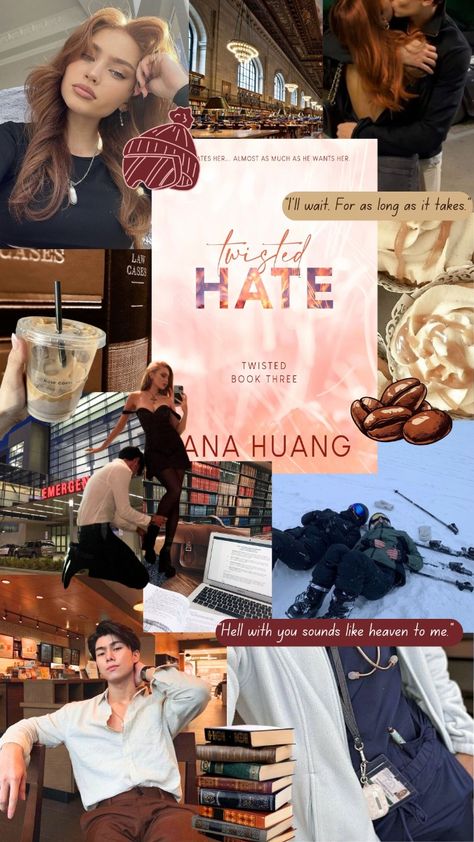 ATES HER... ALMOST AS MUCH AS HE WANTS HER.
"I'll wait. For as long as it takes."
twisted
HATE
CASES
LAW
CASES
TWISTED
BOOK THREE
ANA HUANG
EMERGE
"Hell with you sounds like heaven to me."